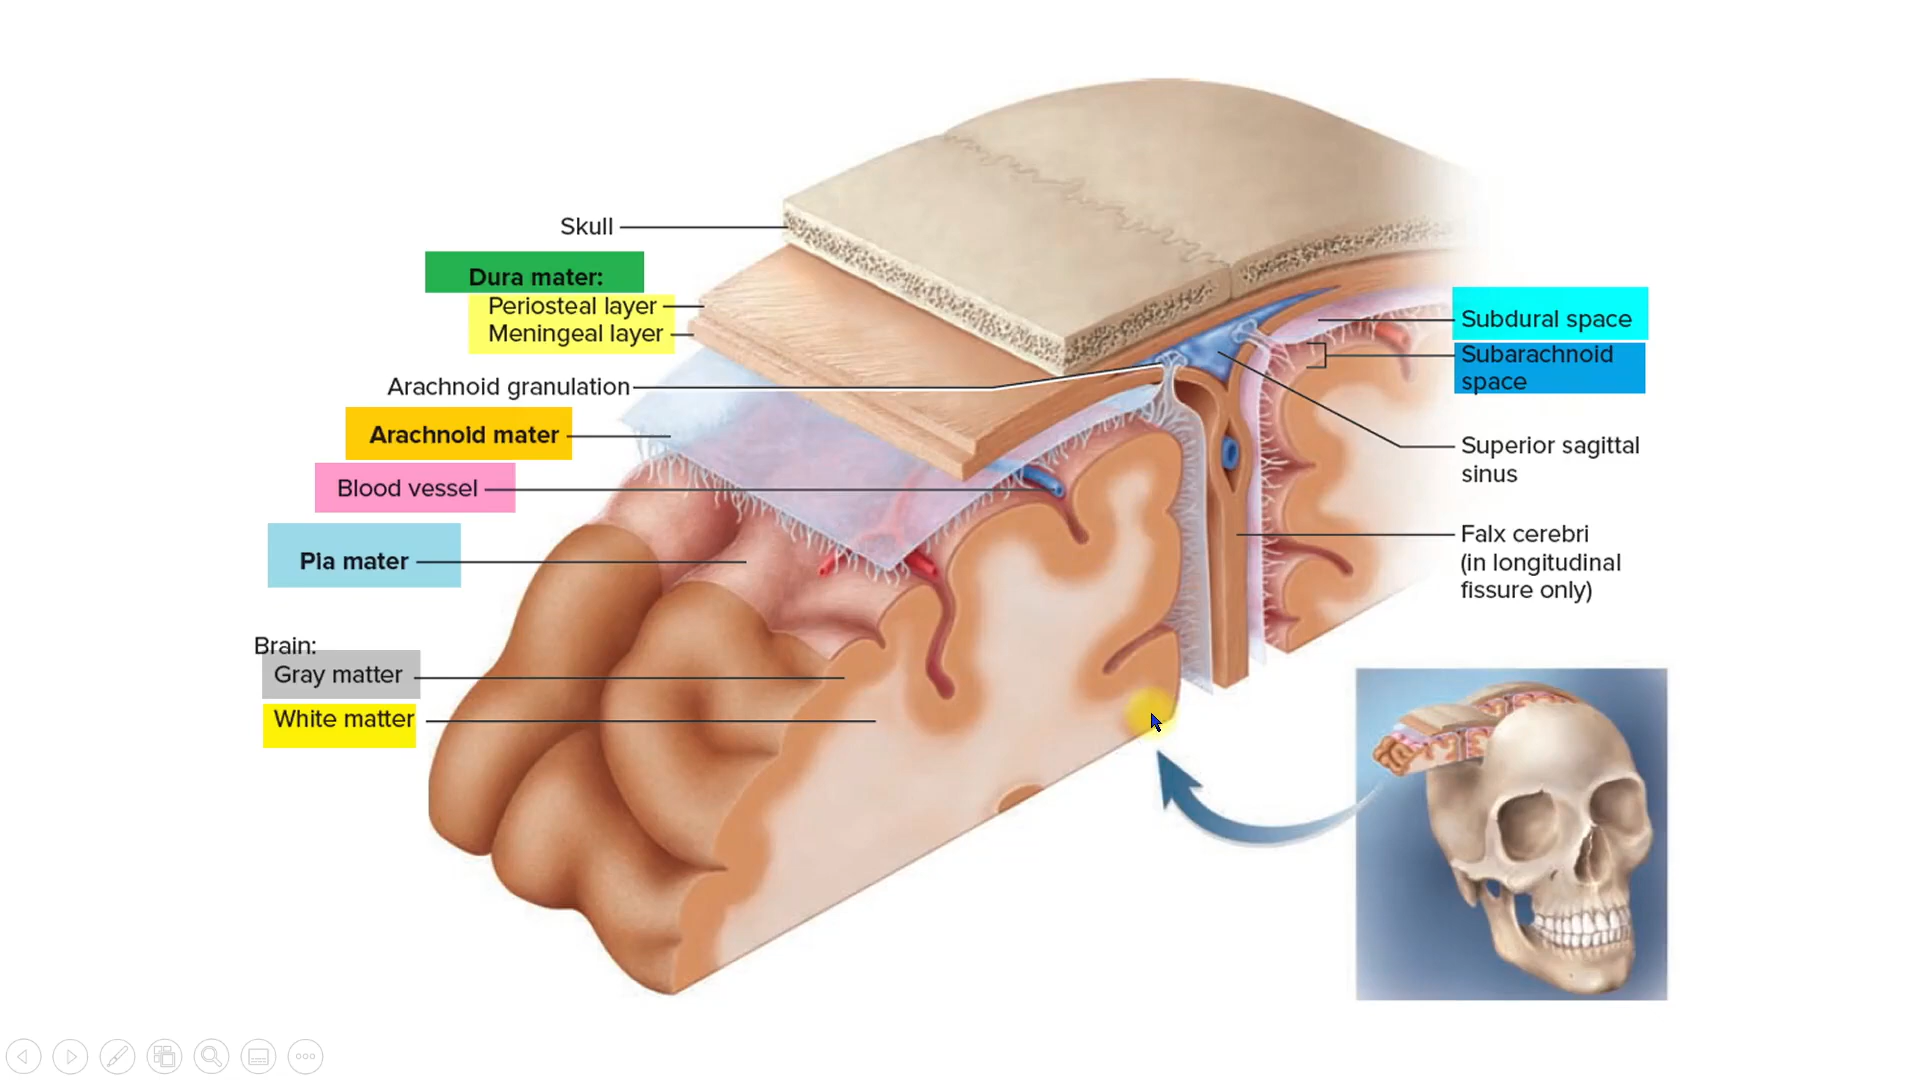 Skull
Dura mater:
Periosteal layer
Meningeal layer
Arachnoid granulation
Arachnoid mater
Blood vessel
Pia mater
Brain:
Gray matter
White matter
Subdural space
Subarachnoid
space
Superior sagittal
sinus
Falx cerebri
(in longitudinal
fissure only)